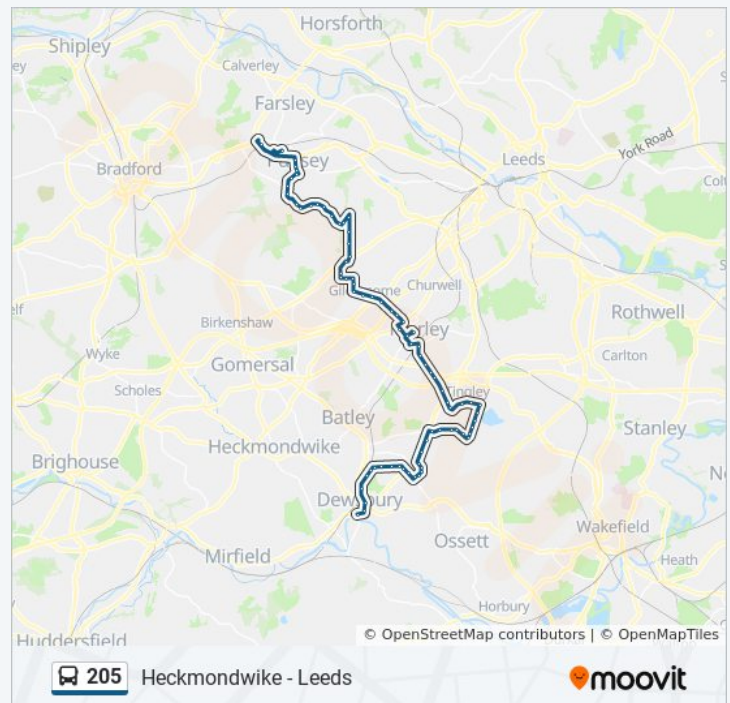 Horsforth
Shipley
Calverley
Farsley
York Road
Leeds
Bradford
Churwell
Rothwell
Birkenshaw
elf
Wyke
Carlton
Gomersal
Scholes
Tingley
Batley
Stanley
Heckmondwike
Brighouse
Dewsbury
Wakefield
Ossett
Mirfield
Heath
Horbury
Huddersfield
© OpenStreetMap contributors | © OpenMapTiles
205 Heckmondwike - Leeds
moovit